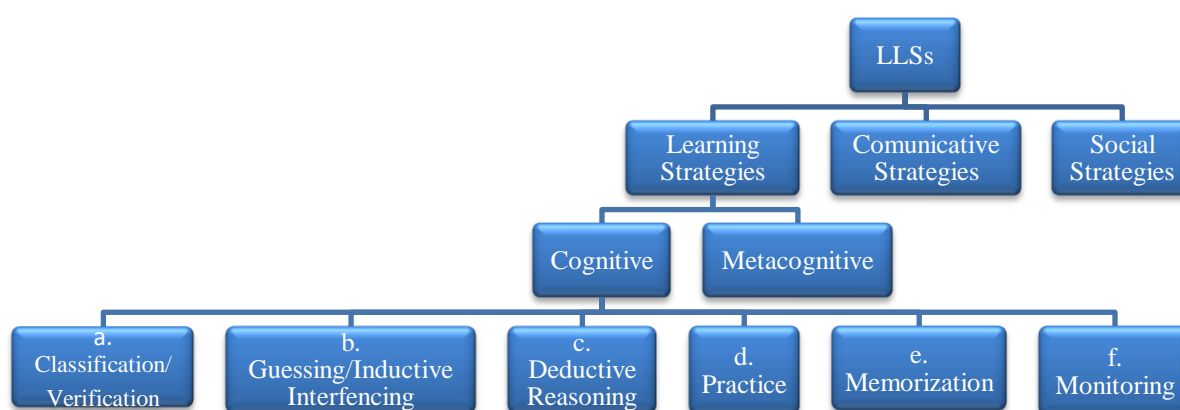 LLSs
Learning
Strategies
Comunicative
Strategies
Social
Strategies
Cognitive
Metacognitive
a.
Classification/
Verification
b.
Guessing/Inductive
Interfencing
c.
Deductive
Reasoning
d.
Practice
e.
Memorization
f.
Monitoring